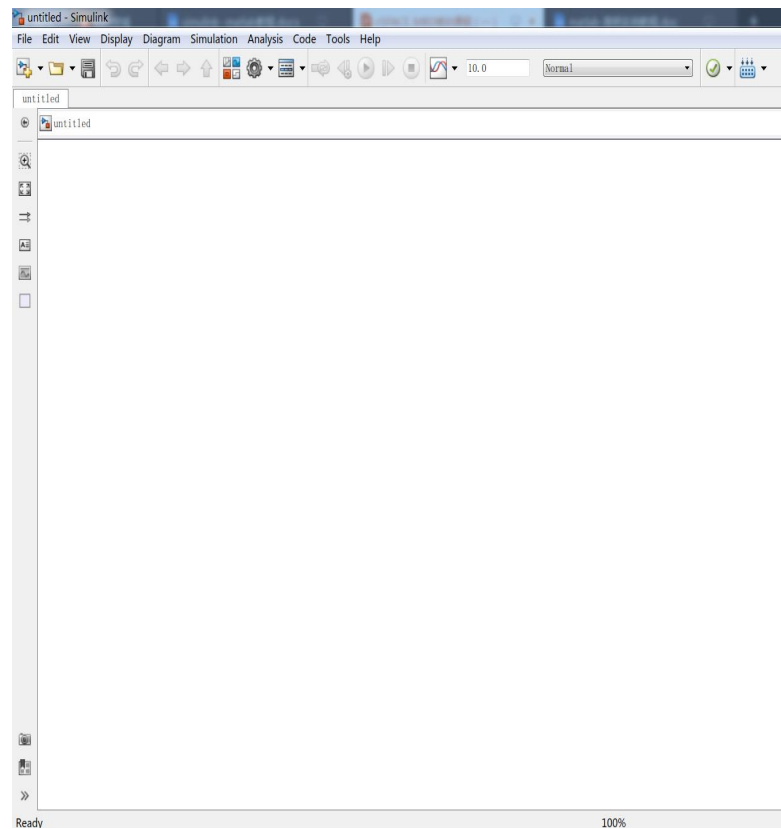 untitled - Simulink
File Edit View Display Diagram Simulation Analysis Code Tools Help
10.0 Normal
untitled
untitled
Ready 100%